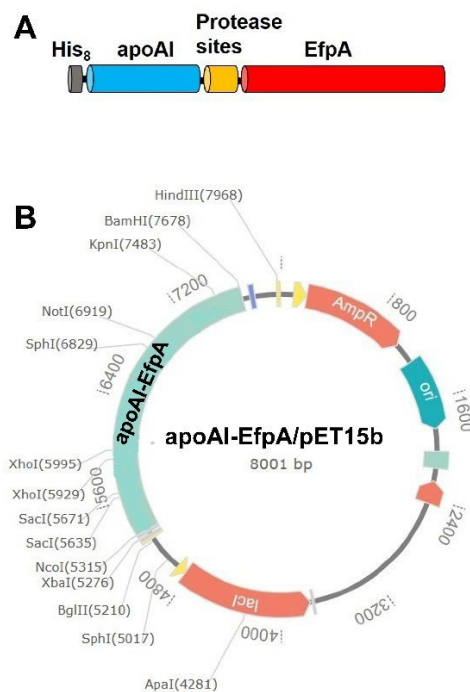 A
His8
apoAI
Protease
sites
EfpA
B
HindIII(7968)
BamHI(7678)
KpnI(7483)
NotI(6919)
SphI(6829)
XhoI(5995)
XhoI(5929)
SacI(5671)
SacI(5635)
NcoI(5315)
XbaI(5276)
BglII(5210)
SphI(5017)
ApaI(4281)
7200
6400
5600
4800
4000
3200
2400
1600
800
AmpR
ori
lacI
apoAI-EfpA
apoAI-EfpA/pET15b
8001 bp